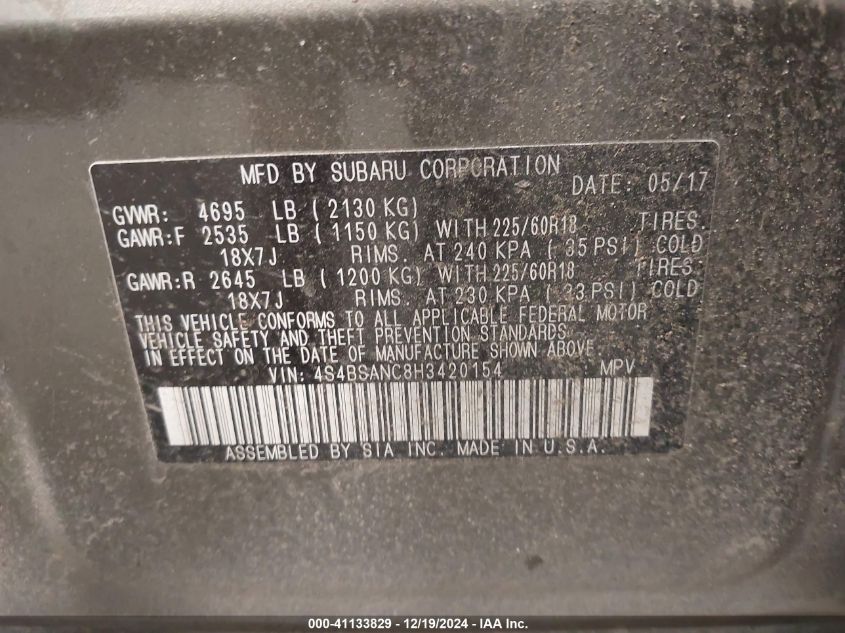 MFD BY SUBARU CORPORATION DATE: 05/17
GVWR: 4695 LB ( 2130 KG)
GAWR:F 2535 LB ( 1150 KG) WITH 225/60R18 TIRES.
18X7J RIMS. AT 240 KPA ( 35 PSI) COLD
GAWR:R 2645 LB ( 1200 KG) WITH 225/60R18 TIRES.
18X7J RIMS. AT 230 KPA ( 33 PSI) COLD.
THIS VEHICLE CONFORMS TO ALL APPLICABLE FEDERAL MOTOR
VEHICLE SAFETY AND THEFT PREVENTION STANDARDS
IN EFFECT ON THE DATE OF MANUFACTURE SHOWN ABOVE.
VIN: 4S4BSANC8H3420154 MPV
ASSEMBLED BY SIA INC. MADE IN U.S.A.
000-41133829 - 12/19/2024 - IAA Inc.